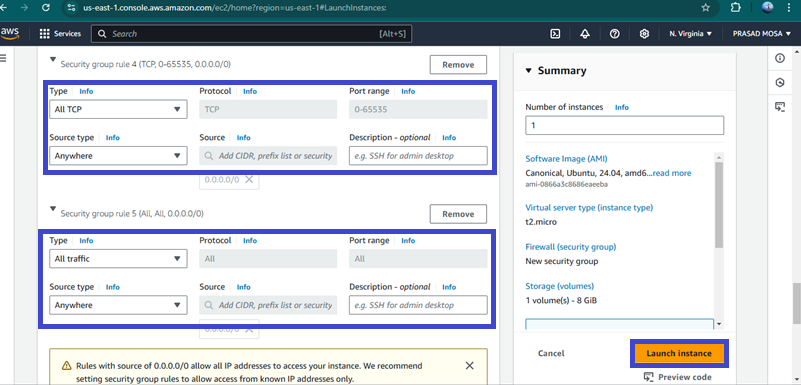 us-east-1.console.aws.amazon.com/ec2/home?region=us-east-1#LaunchInstances:
aws
Services
Search
[Alt+S]
N. Virginia
PRASAD MOSA
Security group rule 4 (TCP, 0-65535, 0.0.0.0/0)
Remove
Type Info
Protocol Info
Port range Info
All TCP
TCP
0-65535
Source type Info
Source Info
Description - optional Info
Anywhere
Add CIDR, prefix list or security
e.g. SSH for admin desktop
0.0.0.0/0
Security group rule 5 (All, All, 0.0.0.0/0)
Remove
Type Info
Protocol Info
Port range Info
All traffic
All
All
Source type Info
Source Info
Description - optional Info
Anywhere
Add CIDR, prefix list or security
e.g. SSH for admin desktop
0.0.0.0/0
Rules with source of 0.0.0.0/0 allow all IP addresses to access your instance. We recommend
setting security group rules to allow access from known IP addresses only.
Summary
Number of instances Info
1
Software Image (AMI)
Canonical, Ubuntu, 24.04, amd6...read more
ami-0866a3c8686eaeeba
Virtual server type (instance type)
t2.micro
Firewall (security group)
New security group
Storage (volumes)
1 volume(s) - 8 GiB
Cancel
Launch instance
Preview code